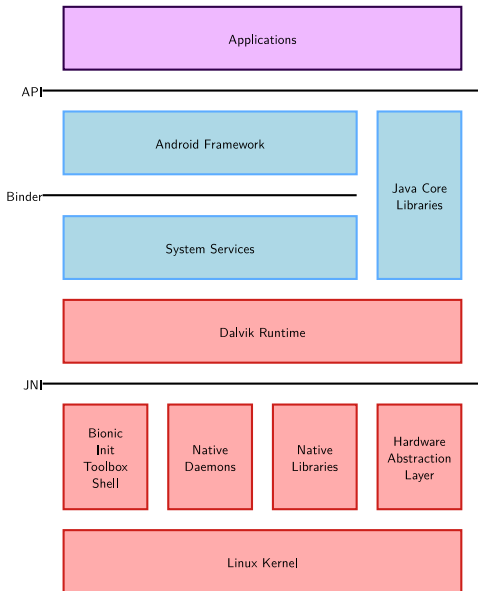 Applications
API
Android Framework
Java Core
Libraries
Binder
System Services
Dalvik Runtime
JNI
Bionic
Init
Toolbox
Shell
Native
Daemons
Native
Libraries
Hardware
Abstraction
Layer
Linux Kernel